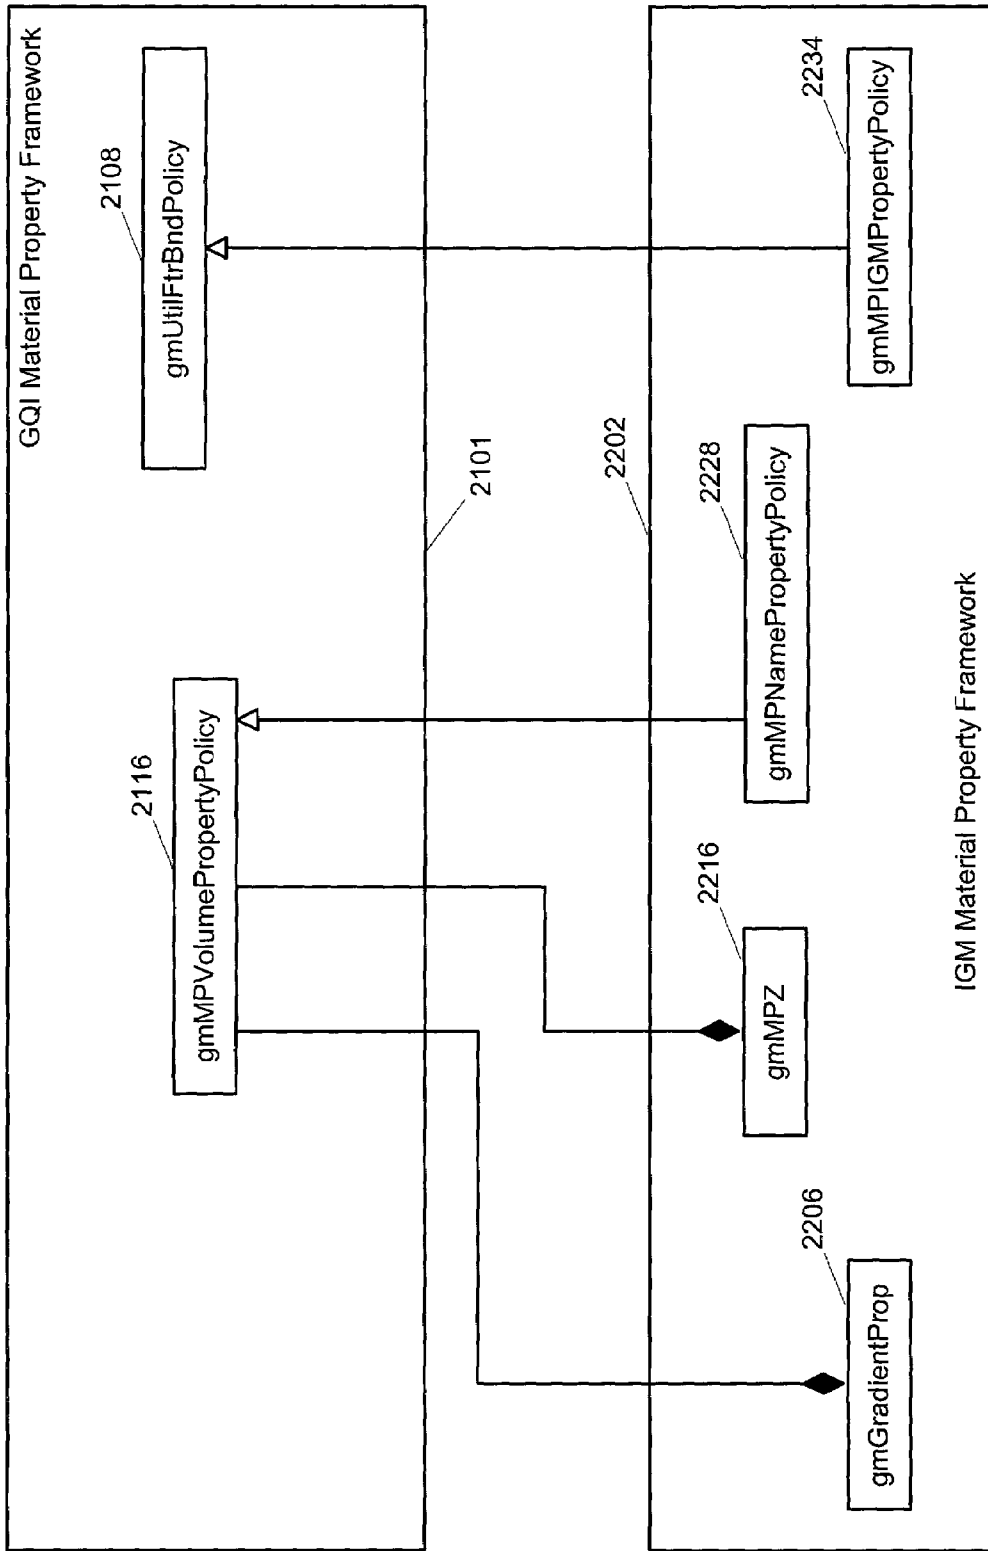 GQI Material Property Framework
2108
gmUtilFtrBndPolicy
2116
gmMPVolumePropertyPolicy
2101
2202
2234
gmMPIGMPropertyPolicy
2228
gmMPNamePropertyPolicy
2216
gmMPZ
2206
gmGradientProp
IGM Material Property Framework